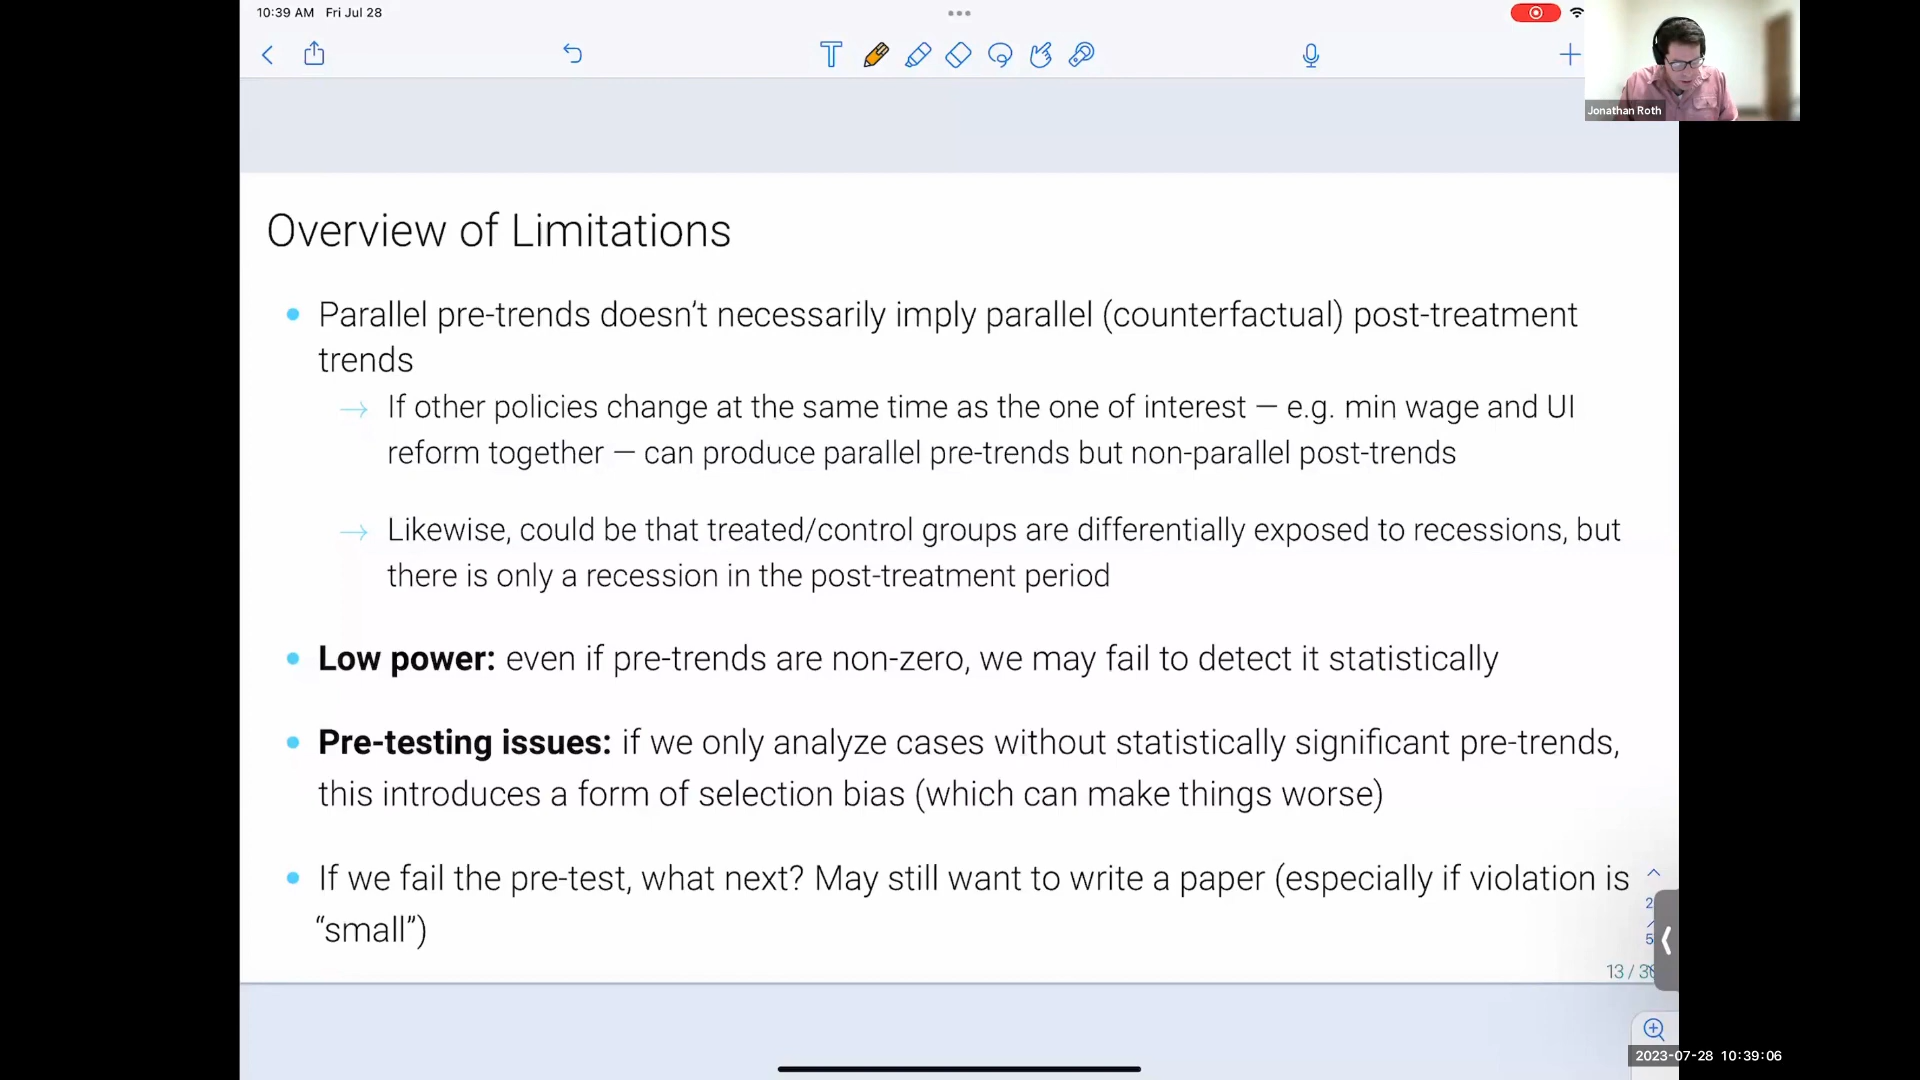 10:39 AM Fri Jul 28
Jonathan Roth
Overview of Limitations
Parallel pre-trends doesn't necessarily imply parallel (counterfactual) post-treatment
trends
If other policies change at the same time as the one of interest — e.g. min wage and UI
reform together — can produce parallel pre-trends but non-parallel post-trends
Likewise, could be that treated/control groups are differentially exposed to recessions, but
there is only a recession in the post-treatment period
Low power: even if pre-trends are non-zero, we may fail to detect it statistically
Pre-testing issues: if we only analyze cases without statistically significant pre-trends,
this introduces a form of selection bias (which can make things worse)
If we fail the pre-test, what next? May still want to write a paper (especially if violation is
“small”)
13 /
2023-07-28 10:39:06